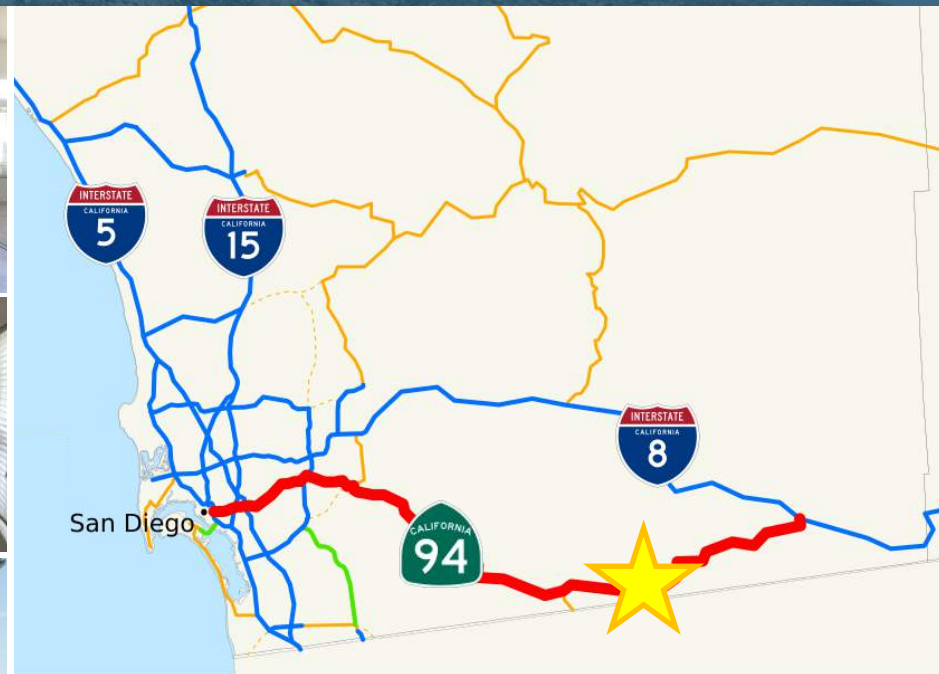 INTERSTATE
CALIFORNIA
5
INTERSTATE
CALIFORNIA
15
INTERSTATE
CALIFORNIA
8
San Diego
CALIFORNIA
94